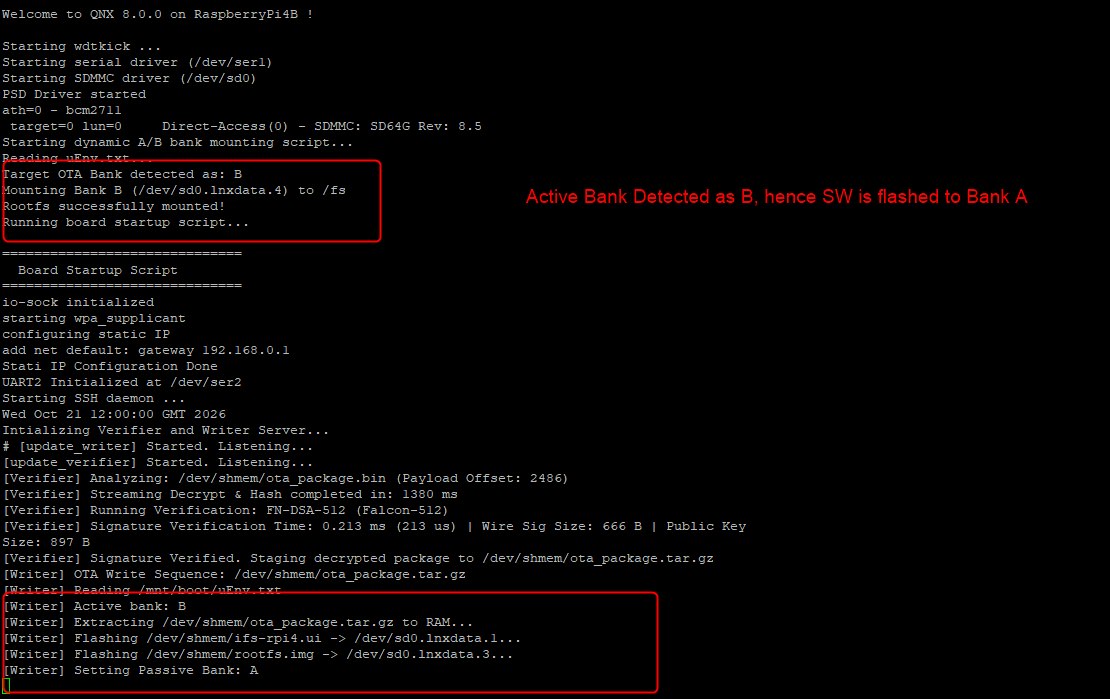 Welcome to QNX 8.0.0 on RaspberryPi4B !
Starting wdtkick ...
Starting serial driver (/dev/ser1)
Starting SDMMC driver (/dev/sd0)
PSD Driver started
ath=0 - bcm2711
target=0 lun=0     Direct-Access(0) - SDMMC: SD64G Rev: 8.5
Starting dynamic A/B bank mounting script...
Reading uEnv.txt...
Target OTA Bank detected as: B
Mounting Bank B (/dev/sd0.lnxdata.4) to /fs
Rootfs successfully mounted!
Running board startup script...
Active Bank Detected as B, hence SW is flashed to Bank A
==============================
Board Startup Script
==============================
io-sock initialized
starting wpa_supplicant
configuring static IP
add net default: gateway 192.168.0.1
Stati IP Configuration Done
UART2 Initialized at /dev/ser2
Starting SSH daemon ...
Wed Oct 21 12:00:00 GMT 2026
Intializing Verifier and Writer Server...
# [update_writer] Started. Listening...
[update_verifier] Started. Listening...
[Verifier] Analyzing: /dev/shmem/ota_package.bin (Payload Offset: 2486)
[Verifier] Streaming Decrypt & Hash completed in: 1380 ms
[Verifier] Running Verification: FN-DSA-512 (Falcon-512)
[Verifier] Signature Verification Time: 0.213 ms (213 us) | Wire Sig Size: 666 B | Public Key
Size: 897 B
[Verifier] Signature Verified. Staging decrypted package to /dev/shmem/ota_package.tar.gz
[Writer] OTA Write Sequence: /dev/shmem/ota_package.tar.gz
[Writer] Reading /mnt/boot/uEnv.txt
[Writer] Active bank: B
[Writer] Extracting /dev/shmem/ota_package.tar.gz to RAM...
[Writer] Flashing /dev/shmem/ifs-rpi4.ui -> /dev/sd0.lnxdata.1...
[Writer] Flashing /dev/shmem/rootfs.img -> /dev/sd0.lnxdata.3...
[Writer] Setting Passive Bank: A